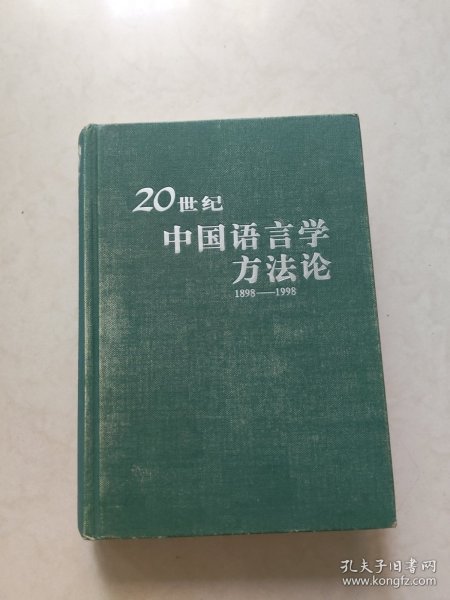 20世纪
中国语言学
方法论
1898——1998
孔夫子旧书网
www.kongfz.com